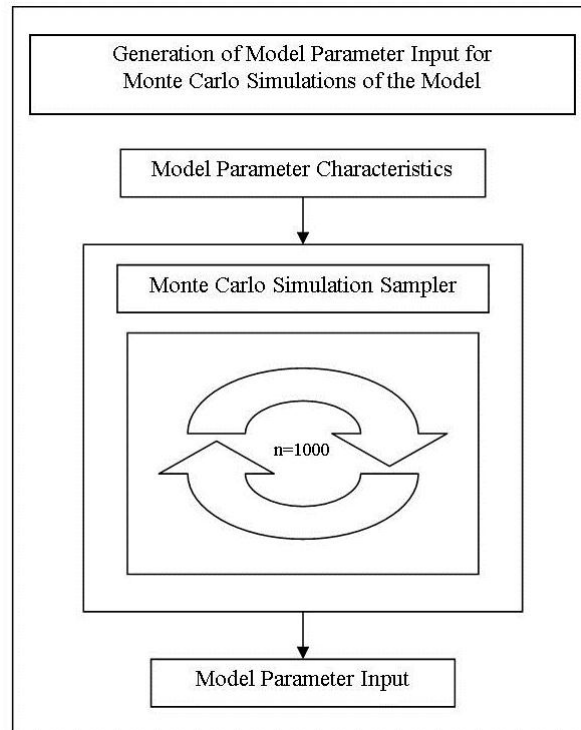 Generation of Model Parameter Input for
Monte Carlo Simulations of the Model
Model Parameter Characteristics
Monte Carlo Simulation Sampler
n=1000
Model Parameter Input